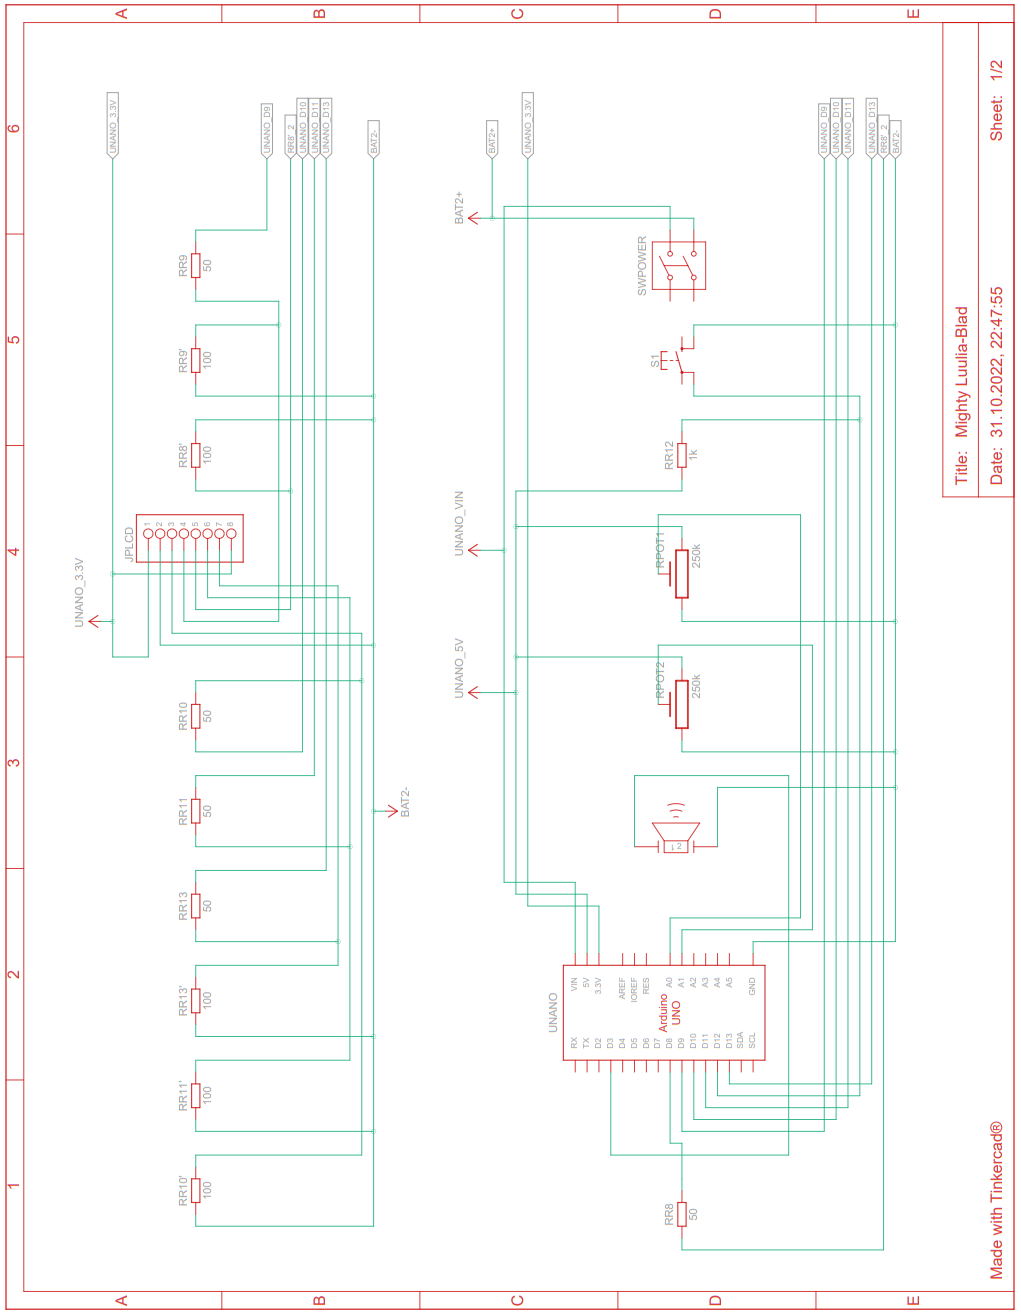 A
B
C
D
E
6
5
4
3
2
1
UNANO_3.3V
UNANO_D9
RR8'_2
UNANO_D10
UNANO_D11
UNANO_D13
BAT2-
BAT2+
UNANO_3.3V
UNANO_D9
UNANO_D10
UNANO_D11
UNANO_D13
RR8'_2
BAT2-
BAT2+
RR9
50
RR9'
100
RR8'
100
JPLCD
1
2
3
4
5
6
7
8
UNANO_3.3V
RR10
50
RR11
50
RR13
50
RR13'
100
RR11'
100
RR10'
100
BAT2-
SWPOWER
S1
RR12
1k
UNANO_VIN
RPOT1
250k
UNANO_5V
RPOT2
250k
1 2
UNANO
Arduino
UNO
VIN
5V
3.3V
AREF
IOREF
RES
A0
A1
A2
A3
A4
A5
GND
RX
TX
D2
D3
D4
D5
D6
D7
D8
D9
D10
D11
D12
D13
SDA
SCL
RR8
50
Title: Mighty Luulia-Blad
Date: 31.10.2022, 22:47:55 Sheet: 1/2
Made with Tinkercad®
A
B
C
D
E